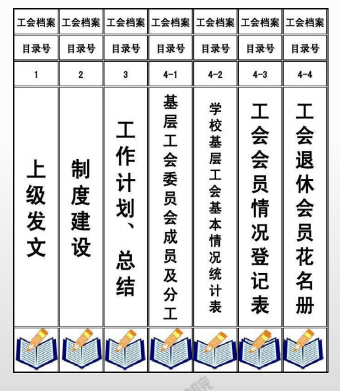 工会档案 工会档案 工会档案 工会档案 工会档案 工会档案 工会档案
目录号 目录号 目录号 目录号 目录号 目录号 目录号
1 2 3 4-1 4-2 4-3 4-4
上级发文
制度建设
工作计划、总结
基层工会委员会成员及分工
学校基层工会基本情况统计表
工会会员情况登记表
工会退休会员花名册